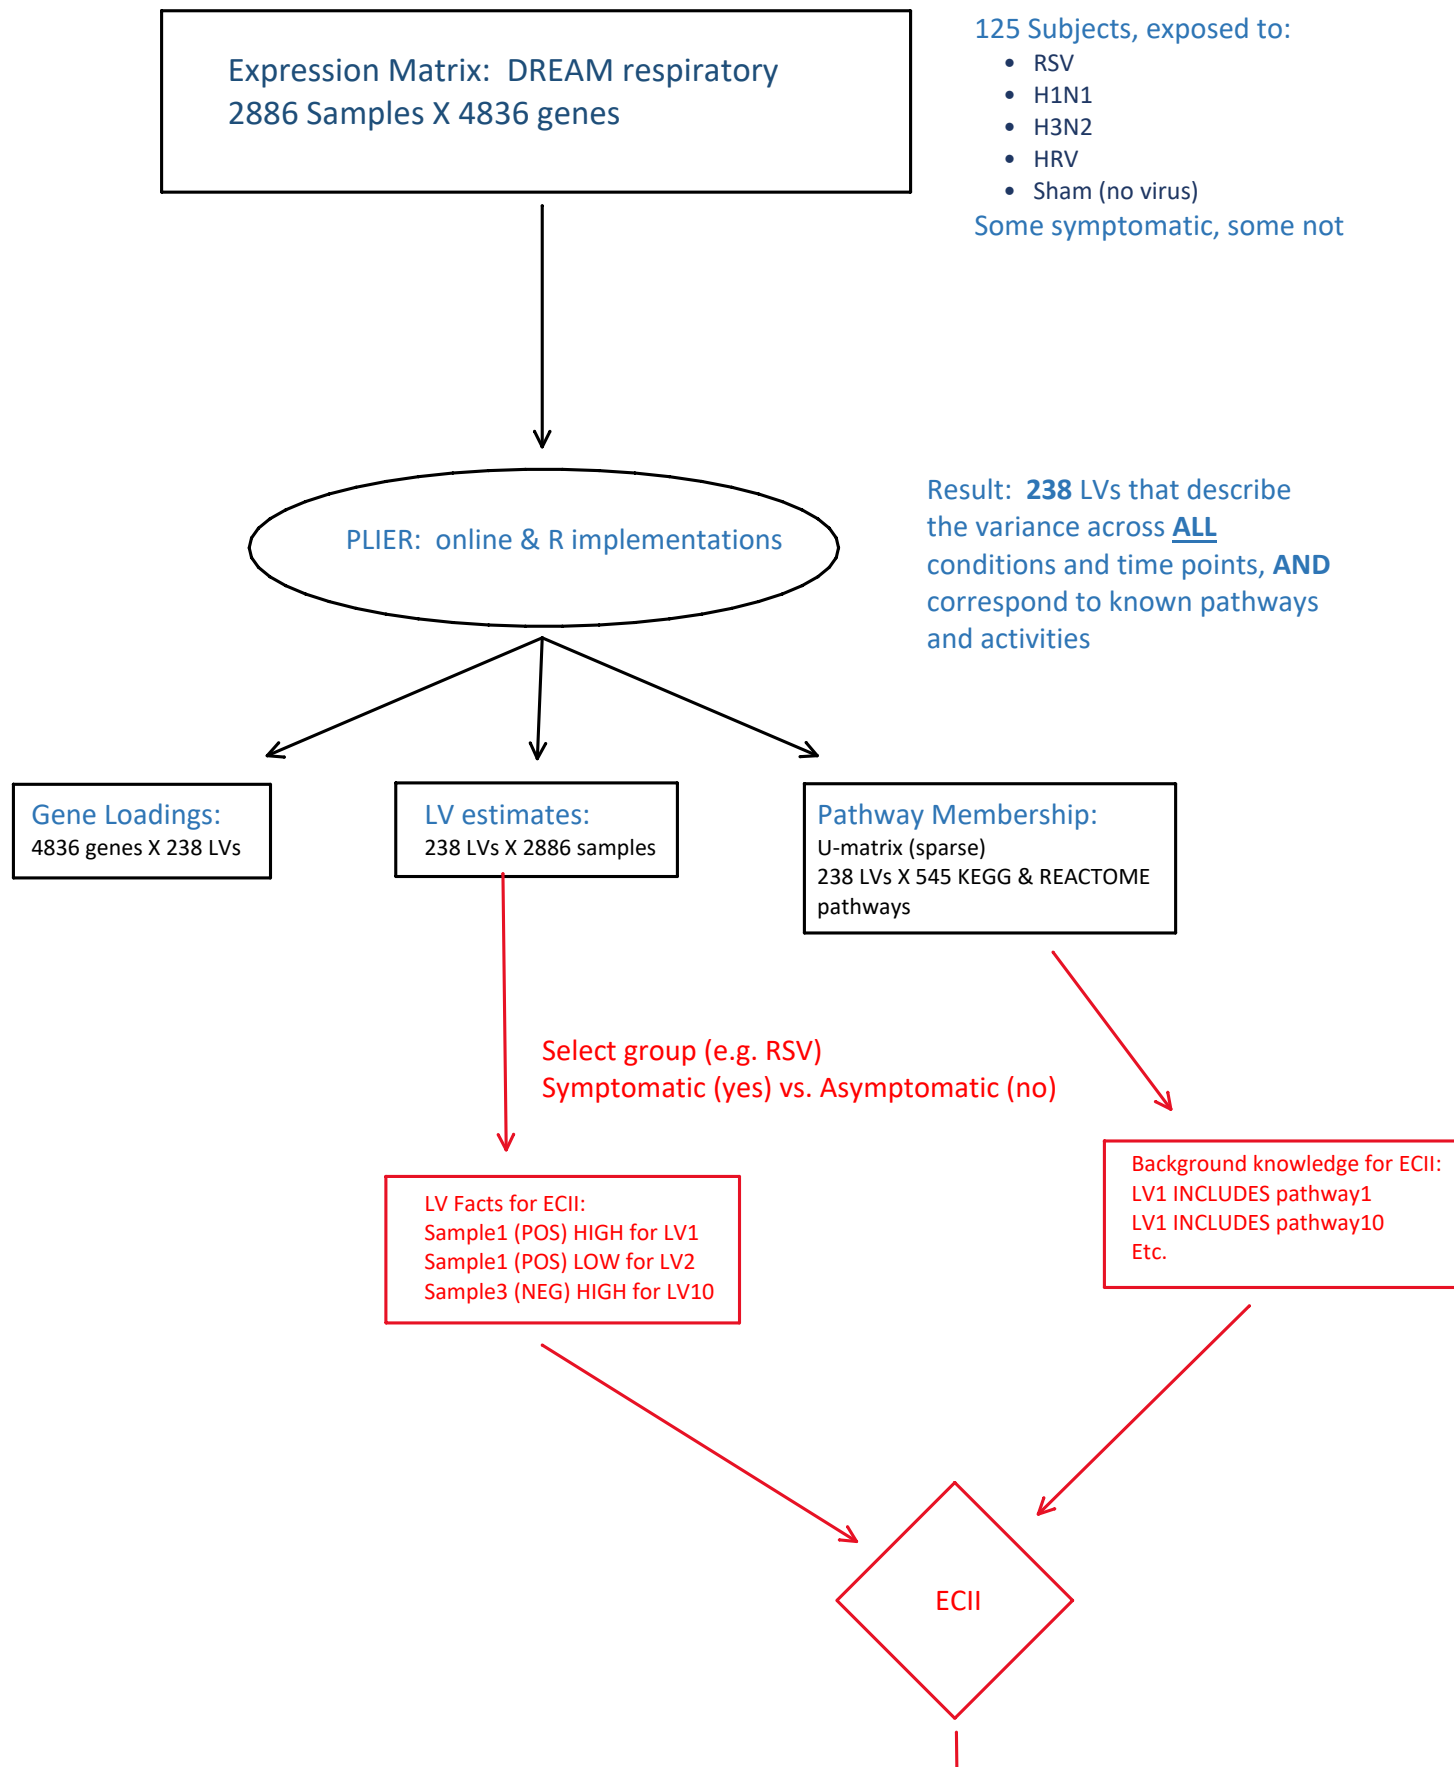 Expression Matrix:  DREAM respiratory
2886 Samples X 4836 genes
125 Subjects, exposed to:
• RSV
• H1N1
• H3N2
• HRV
• Sham (no virus)
Some symptomatic, some not
PLIER:  online & R implementations
Result:  238 LVs that describe
the variance across ALL
conditions and time points, AND
correspond to known pathways
and activities
Gene Loadings:
4836 genes X 238 LVs
LV estimates:
238 LVs X 2886 samples
Pathway Membership:
U-matrix (sparse)
238 LVs X 545 KEGG & REACTOME
pathways
Select group (e.g. RSV)
Symptomatic (yes) vs. Asymptomatic (no)
LV Facts for ECII:
Sample1 (POS) HIGH for LV1
Sample1 (POS) LOW for LV2
Sample3 (NEG) HIGH for LV10
Background knowledge for ECII:
LV1 INCLUDES pathway1
LV1 INCLUDES pathway10
Etc.
ECII